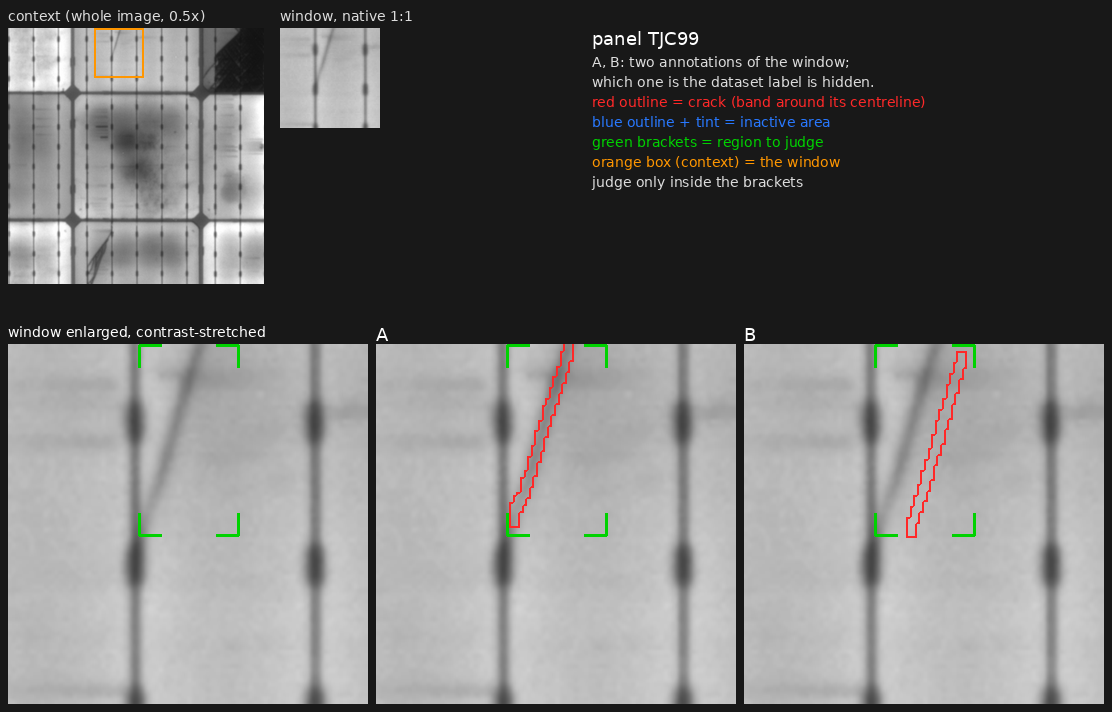 context (whole image, 0.5x)
window, native 1:1
panel TJC99
A, B: two annotations of the window;
which one is the dataset label is hidden.
red outline = crack (band around its centreline)
blue outline + tint = inactive area
green brackets = region to judge
orange box (context) = the window
judge only inside the brackets
window enlarged, contrast-stretched
A
B